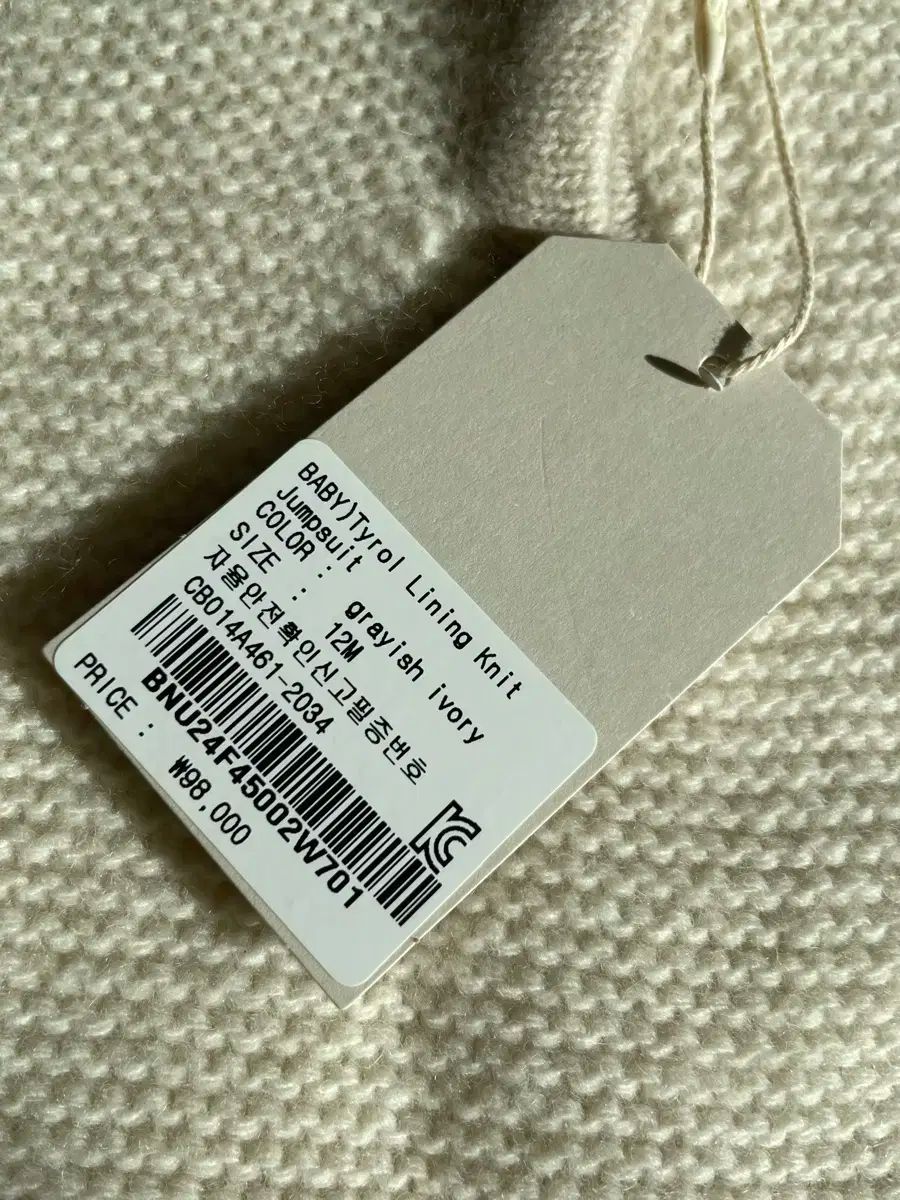 BABY)Tyrol Lining Knit
Jumpsuit
COLOR : grayish ivory
SIZE : 12M
자율안전확인신고필증번호
CB014A461-2034
KC
BNU24F45002W701
PRICE : ₩98,000